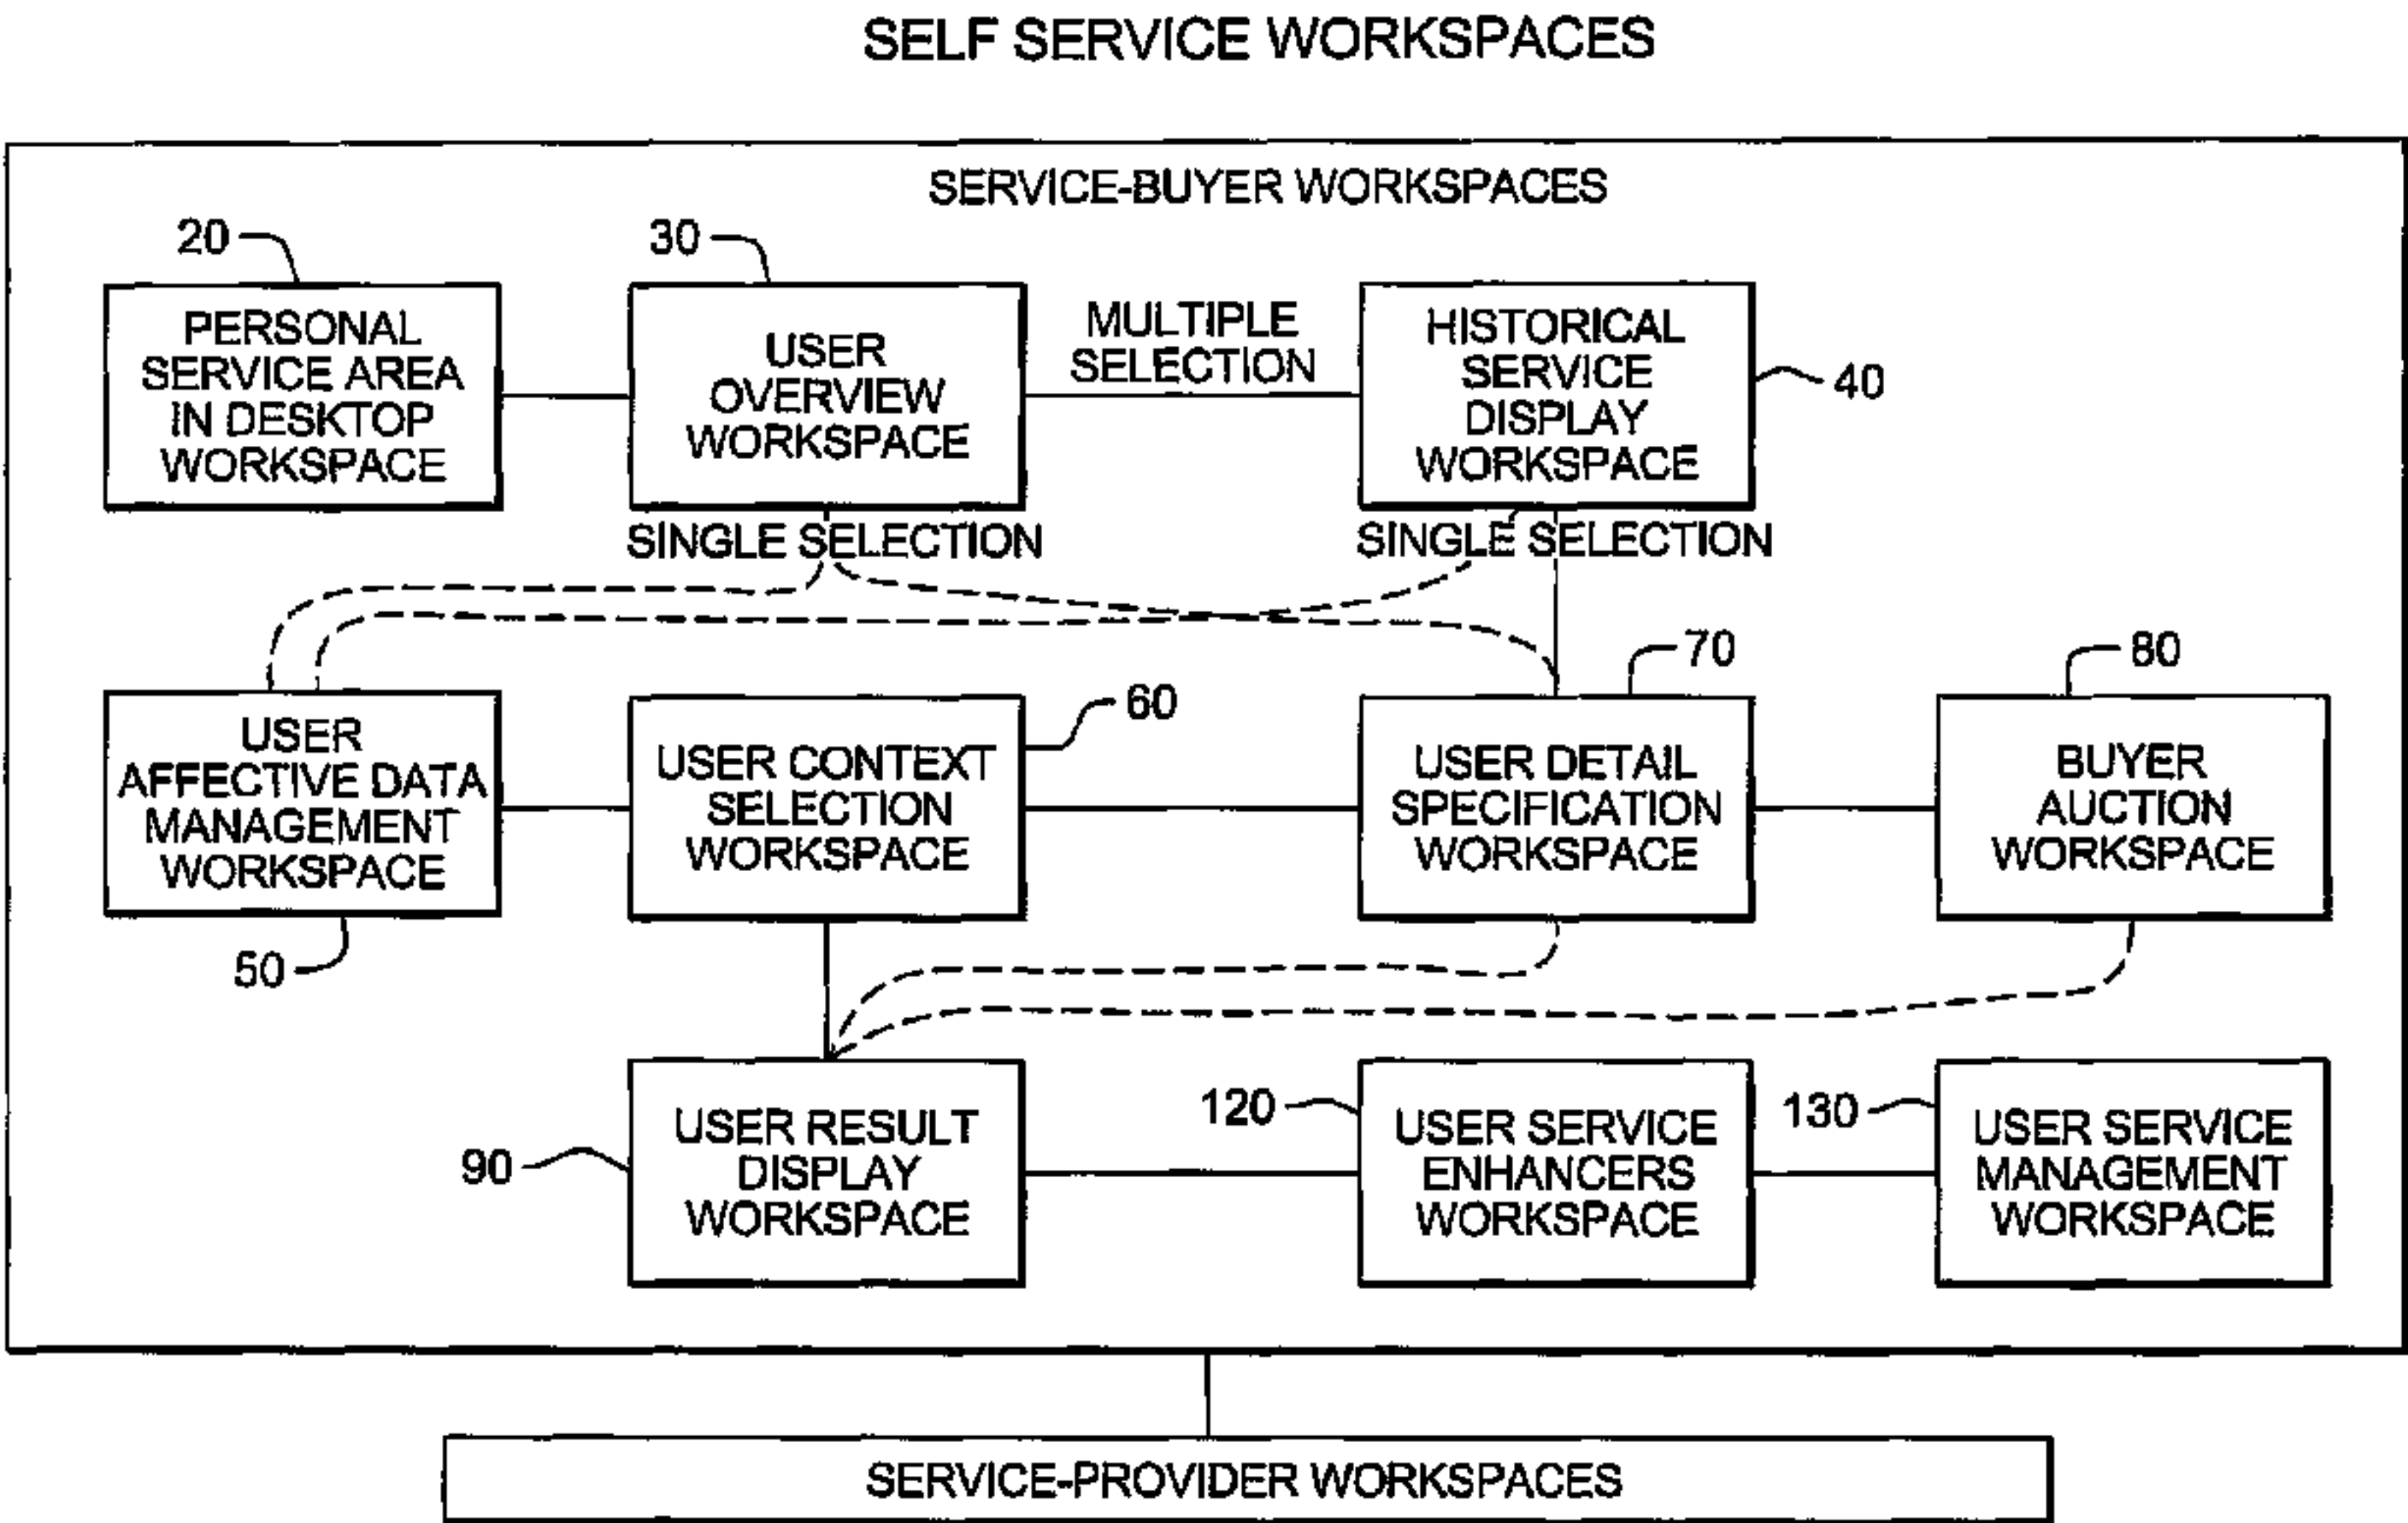 SELF SERVICE WORKSPACES
SERVICE-BUYER WORKSPACES
20
30
PERSONAL
SERVICE AREA
IN DESKTOP
WORKSPACE
USER
OVERVIEW
WORKSPACE
MULTIPLE
SELECTION
HISTORICAL
SERVICE
DISPLAY
WORKSPACE
40
SINGLE SELECTION
SINGLE SELECTION
70
80
60
USER
AFFECTIVE DATA
MANAGEMENT
WORKSPACE
USER CONTEXT
SELECTION
WORKSPACE
USER DETAIL
SPECIFICATION
WORKSPACE
BUYER
AUCTION
WORKSPACE
50
90
USER RESULT
DISPLAY
WORKSPACE
120
USER SERVICE
ENHANCERS
WORKSPACE
130
USER SERVICE
MANAGEMENT
WORKSPACE
SERVICE-PROVIDER WORKSPACES